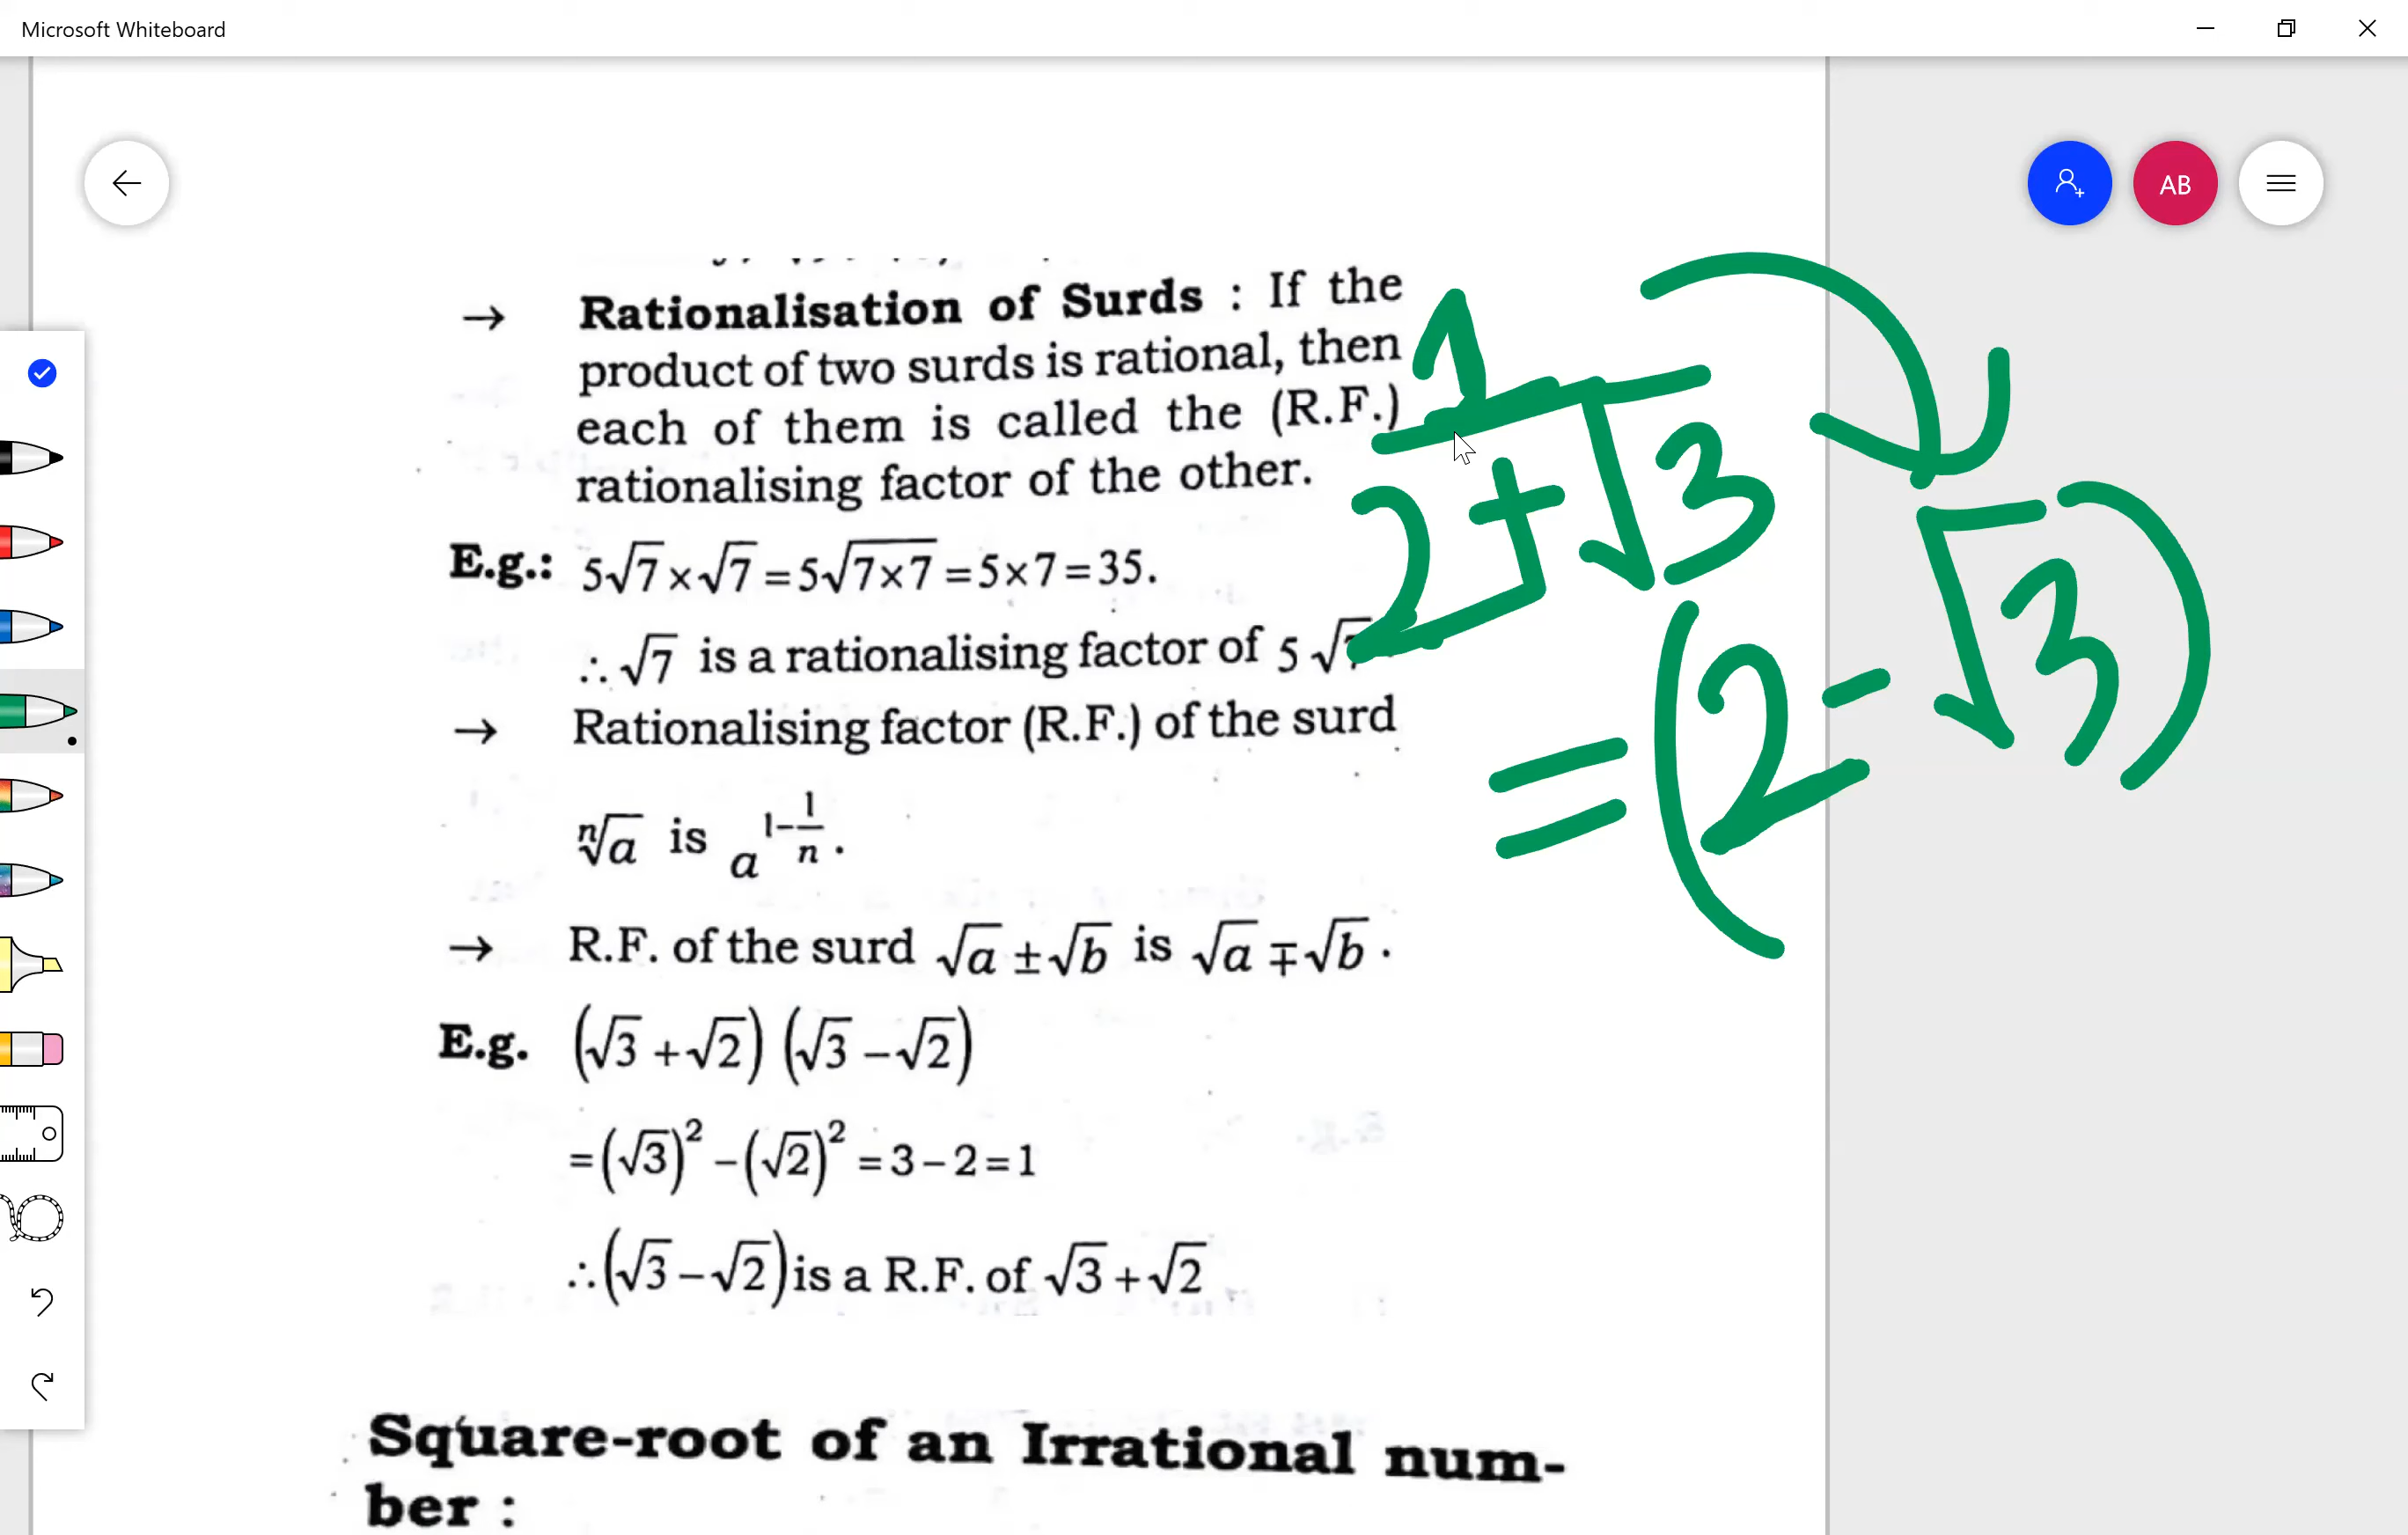 Microsoft Whiteboard
AB
→ Rationalisation of Surds : If the
product of two surds is rational, then
each of them is called the (R.F.)
rationalising factor of the other.
E.g.: 5√7 × √7 = 5√(7×7) = 5×7 = 35.
∴ √7 is a rationalising factor of 5√7
→ Rationalising factor (R.F.) of the surd
ⁿ√a is a^(1-1/n).
→ R.F. of the surd √a ± √b is √a ∓ √b.
E.g. (√3 + √2) (√3 − √2)
= (√3)² − (√2)² = 3 − 2 = 1
∴ (√3 − √2) is a R.F. of √3 + √2
Square-root of an Irrational num-
ber :
1
2+√3
= (2-√3)